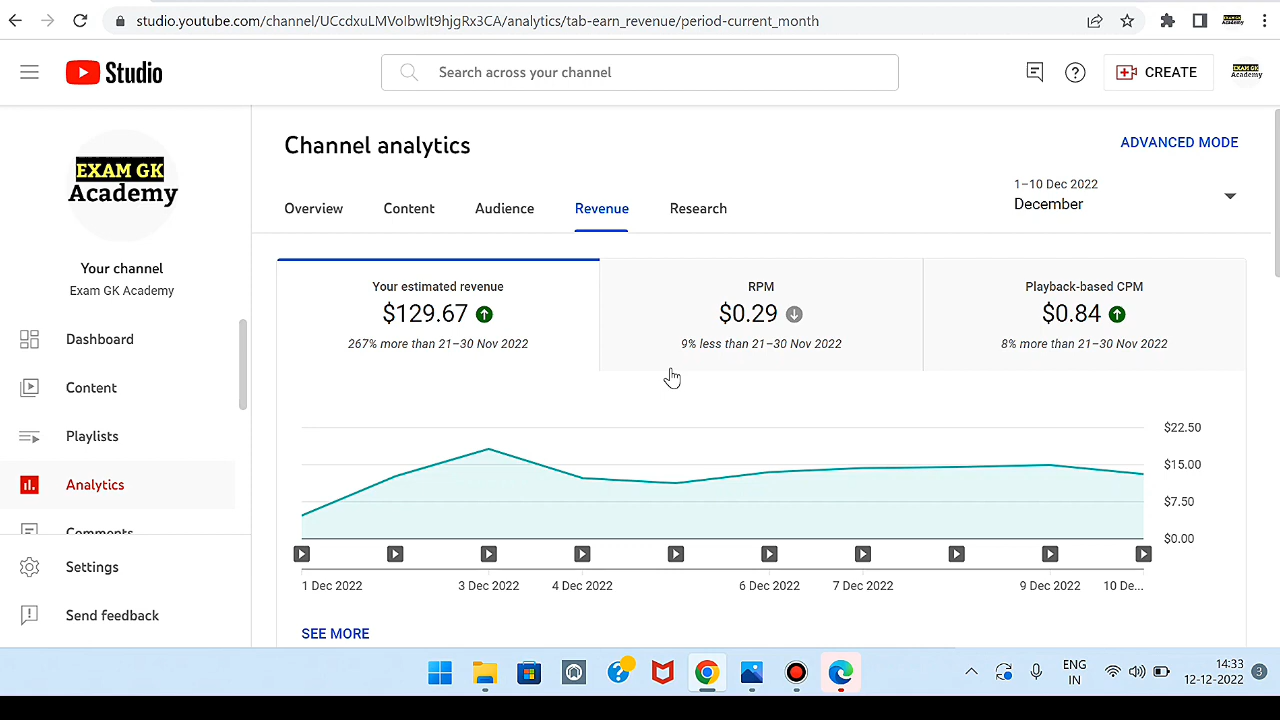 studio.youtube.com/channel/UCcdxuLMVoIbwlt9hjgRx3CA/analytics/tab-earn_revenue/period-current_month
Studio
Search across your channel
CREATE
EXAM GK
Academy
EXAM GK
Academy
Your channel
Exam GK Academy
Dashboard
Content
Playlists
Analytics
Comments
Settings
Send feedback
Channel analytics
ADVANCED MODE
Overview
Content
Audience
Revenue
Research
1–10 Dec 2022
December
Your estimated revenue
$129.67
267% more than 21–30 Nov 2022
RPM
$0.29
9% less than 21–30 Nov 2022
Playback-based CPM
$0.84
8% more than 21–30 Nov 2022
$22.50
$15.00
$7.50
$0.00
1 Dec 2022 3 Dec 2022 4 Dec 2022 6 Dec 2022 7 Dec 2022 9 Dec 2022 10 De...
SEE MORE
ENG
IN
14:33
12-12-2022
3